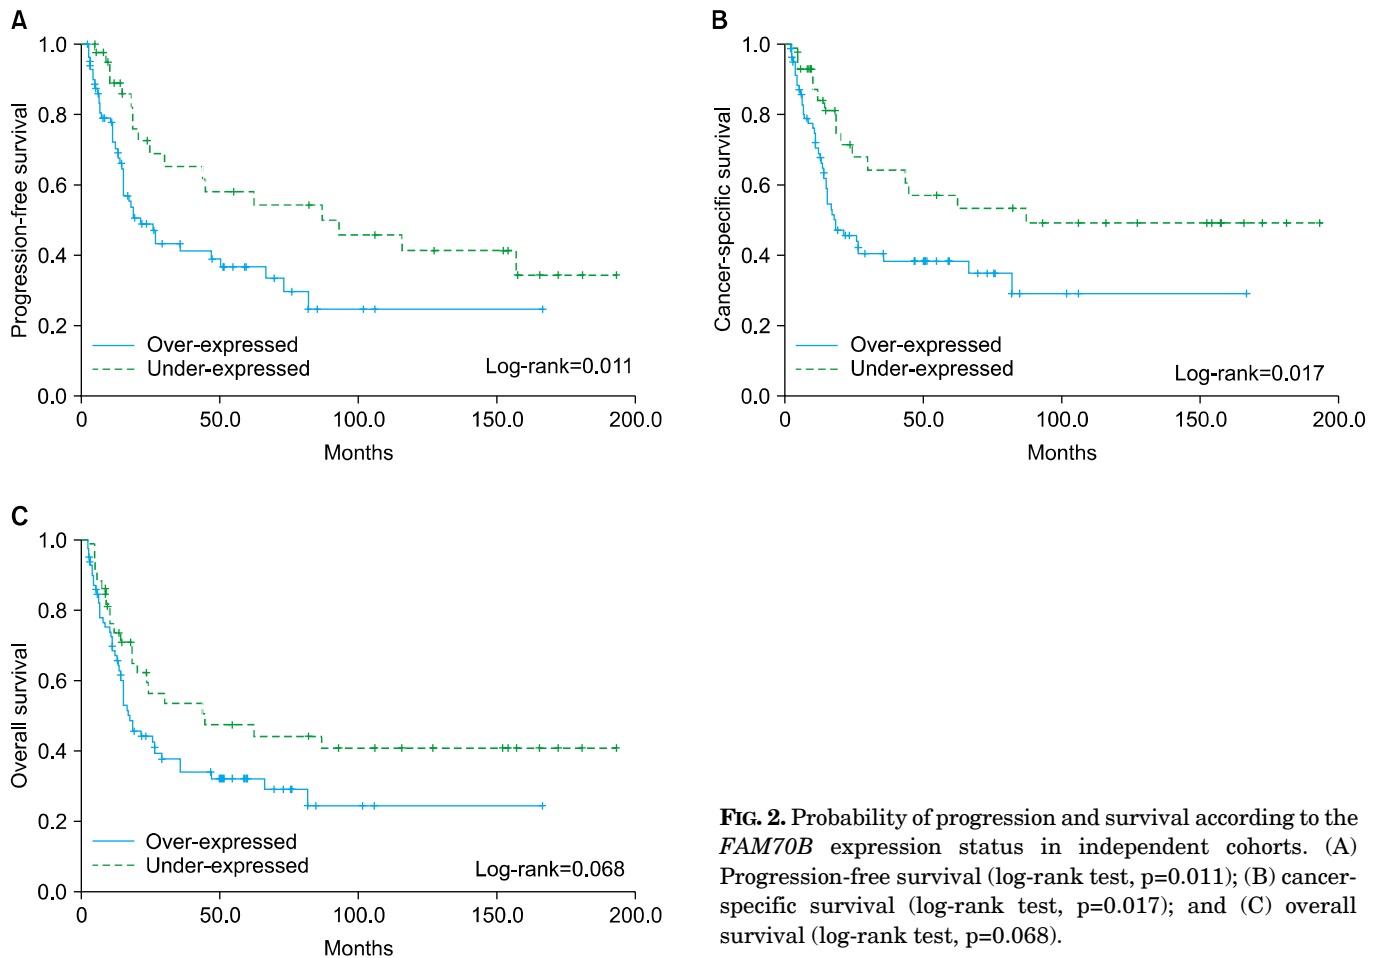 A
1.0
0.8
0.6
0.4
0.2
0.0
Progression-free survival
Over-expressed
Under-expressed
Log-rank=0.011
0 50.0 100.0 150.0 200.0
Months
B
1.0
0.8
0.6
0.4
0.2
0.0
Cancer-specific survival
Over-expressed
Under-expressed
Log-rank=0.017
0 50.0 100.0 150.0 200.0
Months
C
1.0
0.8
0.6
0.4
0.2
0.0
Overall survival
Over-expressed
Under-expressed
Log-rank=0.068
0 50.0 100.0 150.0 200.0
Months
FIG. 2. Probability of progression and survival according to the
FAM70B expression status in independent cohorts. (A)
Progression-free survival (log-rank test, p=0.011); (B) cancer-
specific survival (log-rank test, p=0.017); and (C) overall
survival (log-rank test, p=0.068).